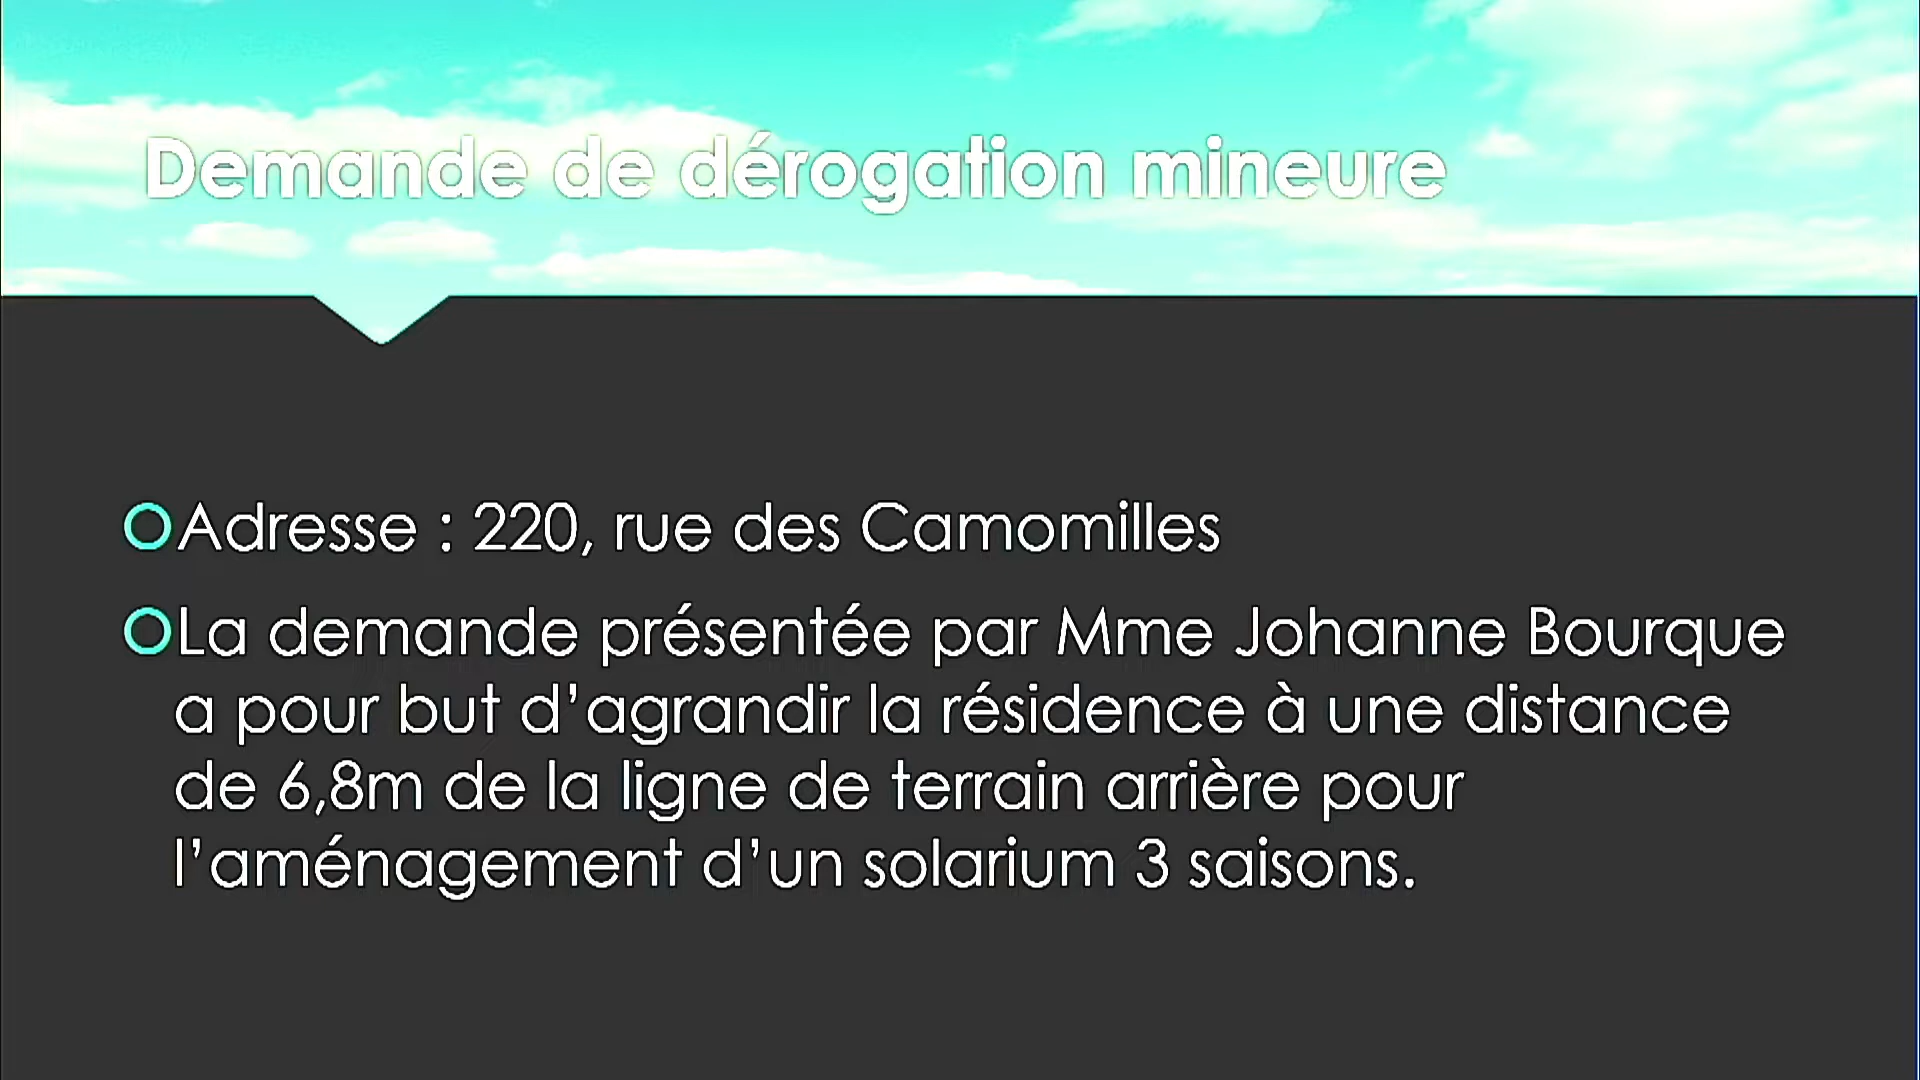 Demande de dérogation mineure
Adresse : 220, rue des Camomilles
La demande présentée par Mme Johanne Bourque
a pour but d’agrandir la résidence à une distance
de 6,8m de la ligne de terrain arrière pour
l’aménagement d’un solarium 3 saisons.